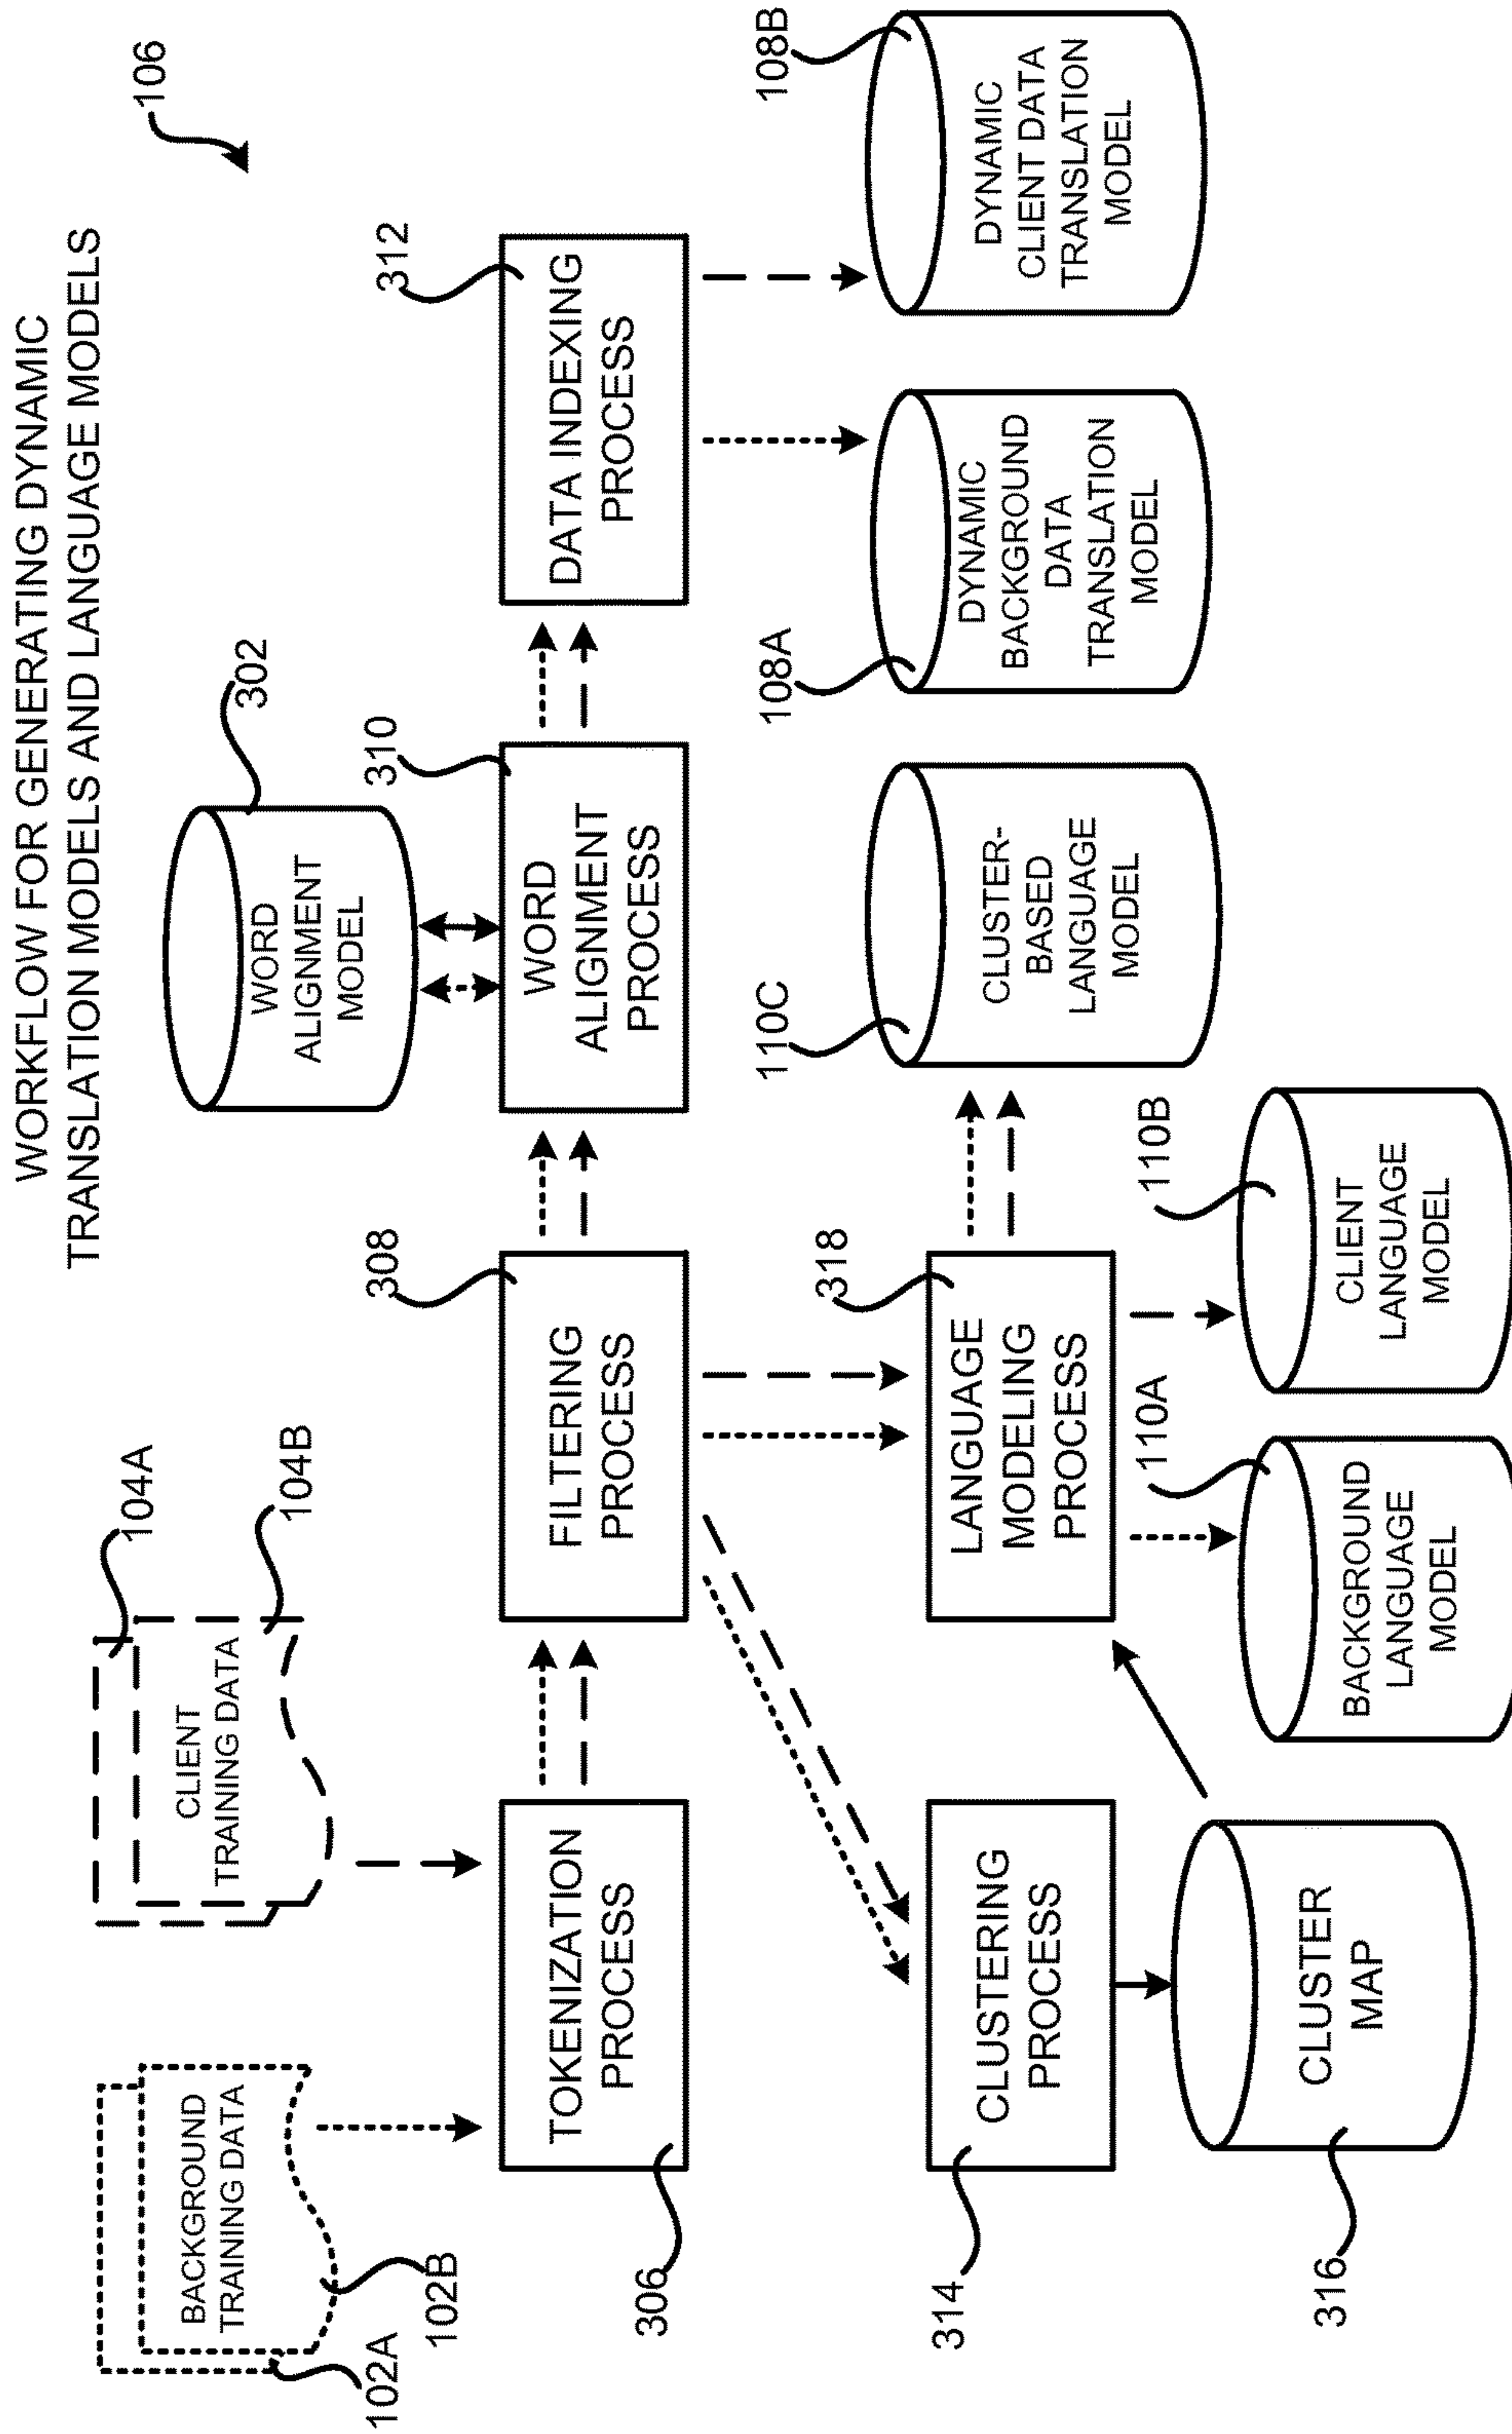 WORKFLOW FOR GENERATING DYNAMIC
TRANSLATION MODELS AND LANGUAGE MODELS
106
102A
102B
BACKGROUND
TRAINING DATA
104A
104B
CLIENT
TRAINING DATA
302
WORD
ALIGNMENT
MODEL
306
TOKENIZATION
PROCESS
308
FILTERING
PROCESS
310
WORD
ALIGNMENT
PROCESS
312
DATA INDEXING
PROCESS
314
CLUSTERING
PROCESS
318
LANGUAGE
MODELING
PROCESS
110C
CLUSTER-
BASED
LANGUAGE
MODEL
108A
DYNAMIC
BACKGROUND
DATA
TRANSLATION
MODEL
108B
DYNAMIC
CLIENT DATA
TRANSLATION
MODEL
316
CLUSTER
MAP
110A
BACKGROUND
LANGUAGE
MODEL
110B
CLIENT
LANGUAGE
MODEL